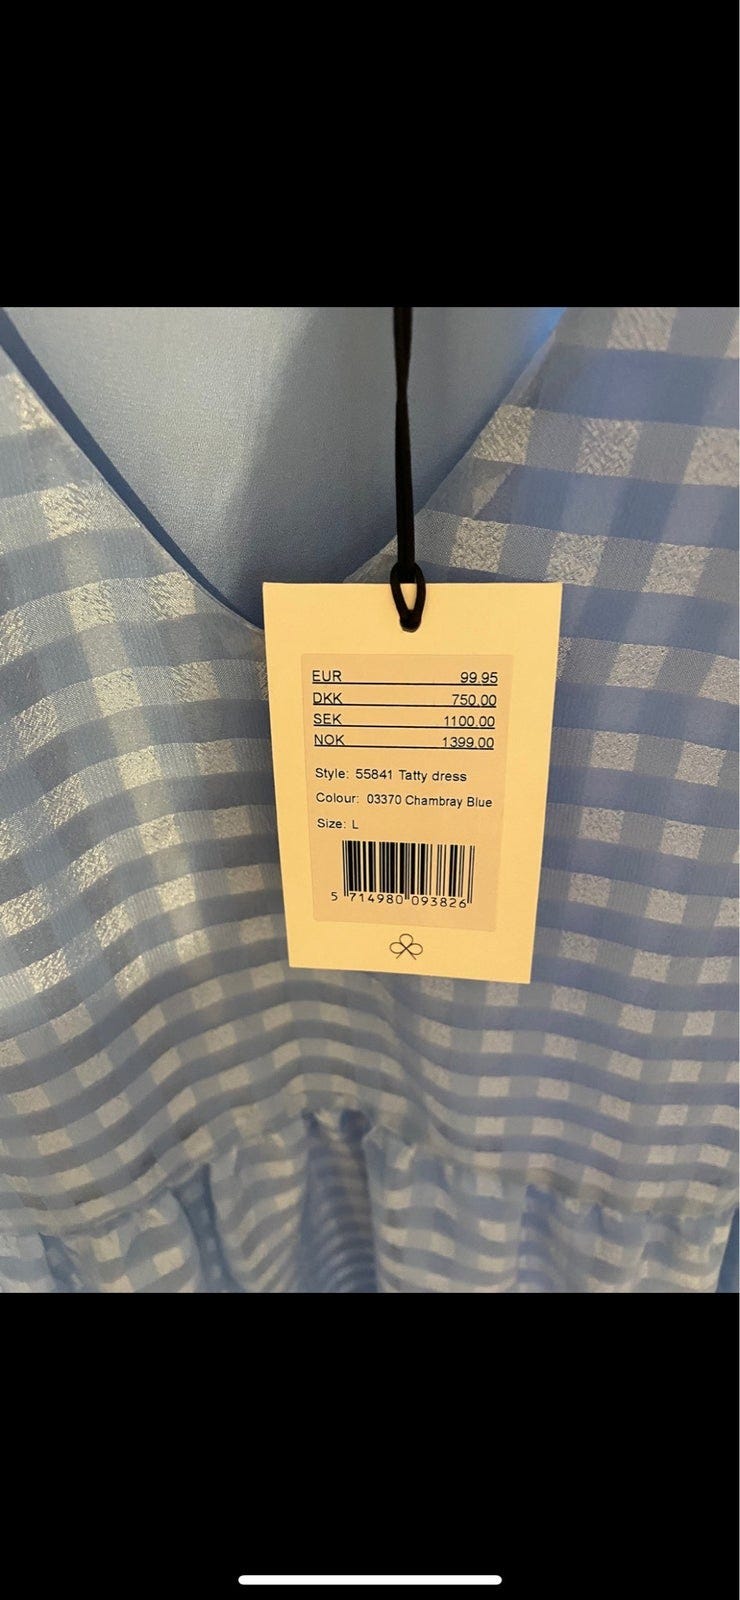 EUR 99.95
DKK 750.00
SEK 1100.00
NOK 1399.00
Style: 55841 Tatty dress
Colour: 03370 Chambray Blue
Size: L
5 714980 093826